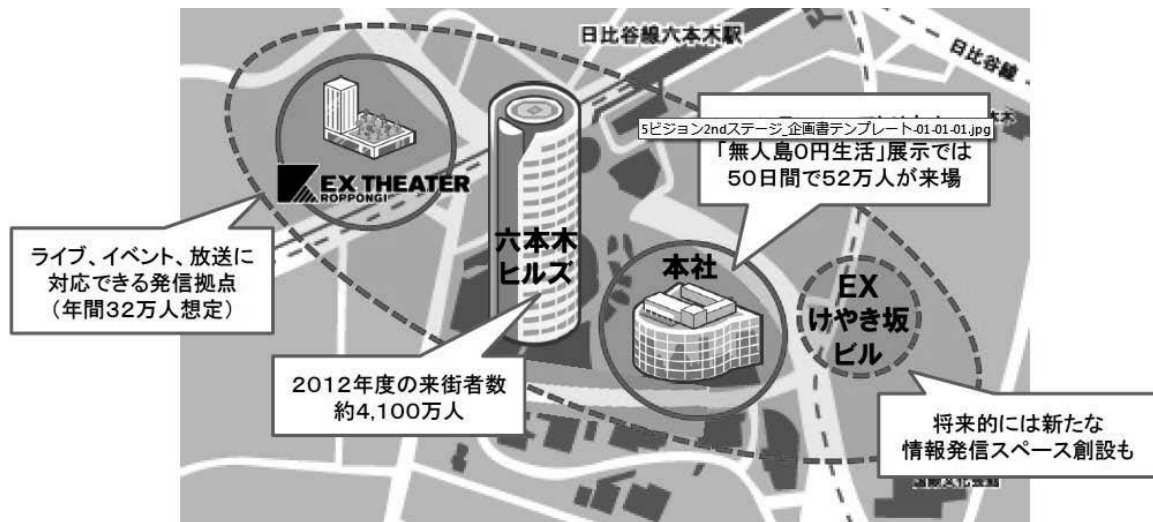 日比谷線六本木駅
日比谷線
5ビジョン2ndステージ_企画書テンプレート-01-01-01.jpg
「無人島0円生活」展示では
50日間で52万人が来場
EX THEATER
ROPPONGI
ライブ、イベント、放送に
対応できる発信拠点
(年間32万人想定)
六本木
ヒルズ
本社
EX
けやき坂
ビル
2012年度の来街者数
約4,100万人
将来的には新たな
情報発信スペース創設も